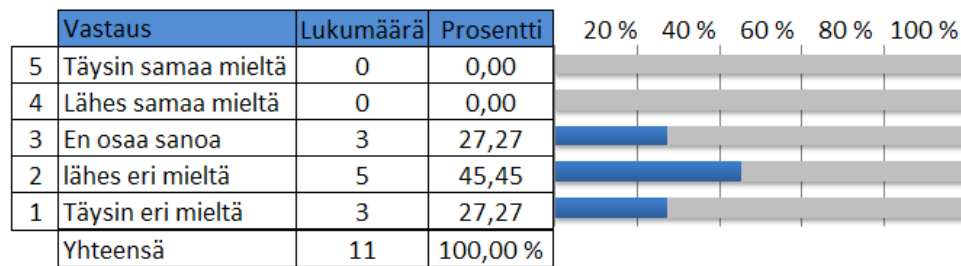 Vastaus Lukumäärä Prosentti 20 % 40 % 60 % 80 % 100 %
5 Täysin samaa mieltä 0 0,00
4 Lähes samaa mieltä 0 0,00
3 En osaa sanoa 3 27,27
2 lähes eri mieltä 5 45,45
1 Täysin eri mieltä 3 27,27
Yhteensä 11 100,00 %